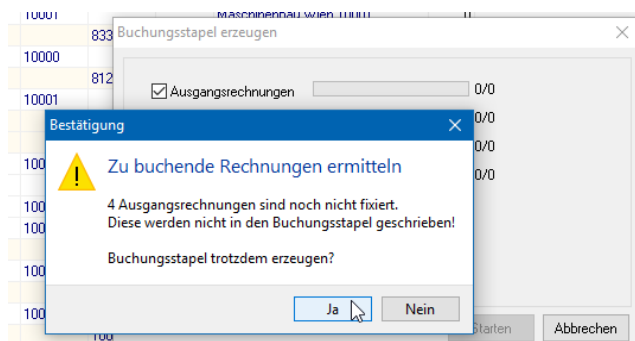 10001 Maschinenbau Wien 10001 0
833 Buchungsstapel erzeugen
10000
812
Ausgangsrechnungen 0/0
10001
Bestätigung 0/0
0/0
100 Zu buchende Rechnungen ermitteln 0/0
4 Ausgangsrechnungen sind noch nicht fixiert.
100
Diese werden nicht in den Buchungsstapel geschrieben!
100
Buchungsstapel trotzdem erzeugen?
100
Ja Nein
100
Starten Abbrechen
100